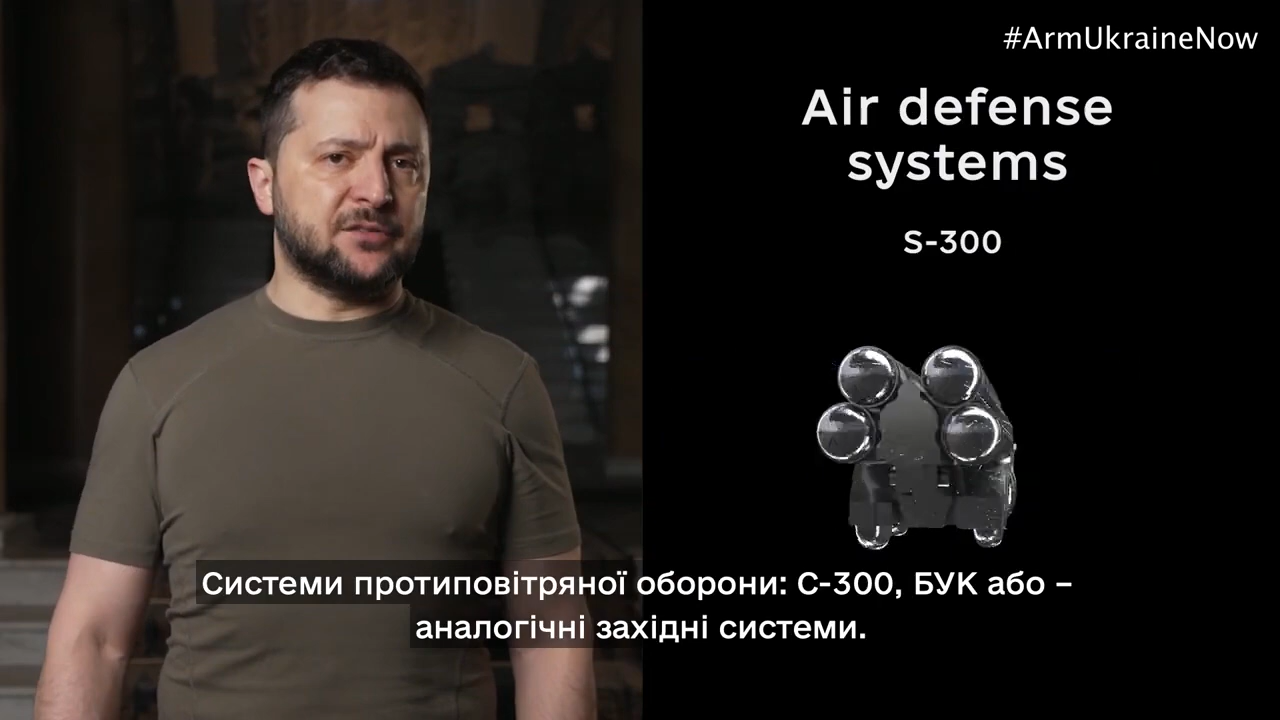 #ArmUkraineNow
Air defense
systems
S-300
Системи протиповітряної оборони: С-300, БУК або –
аналогічні західні системи.